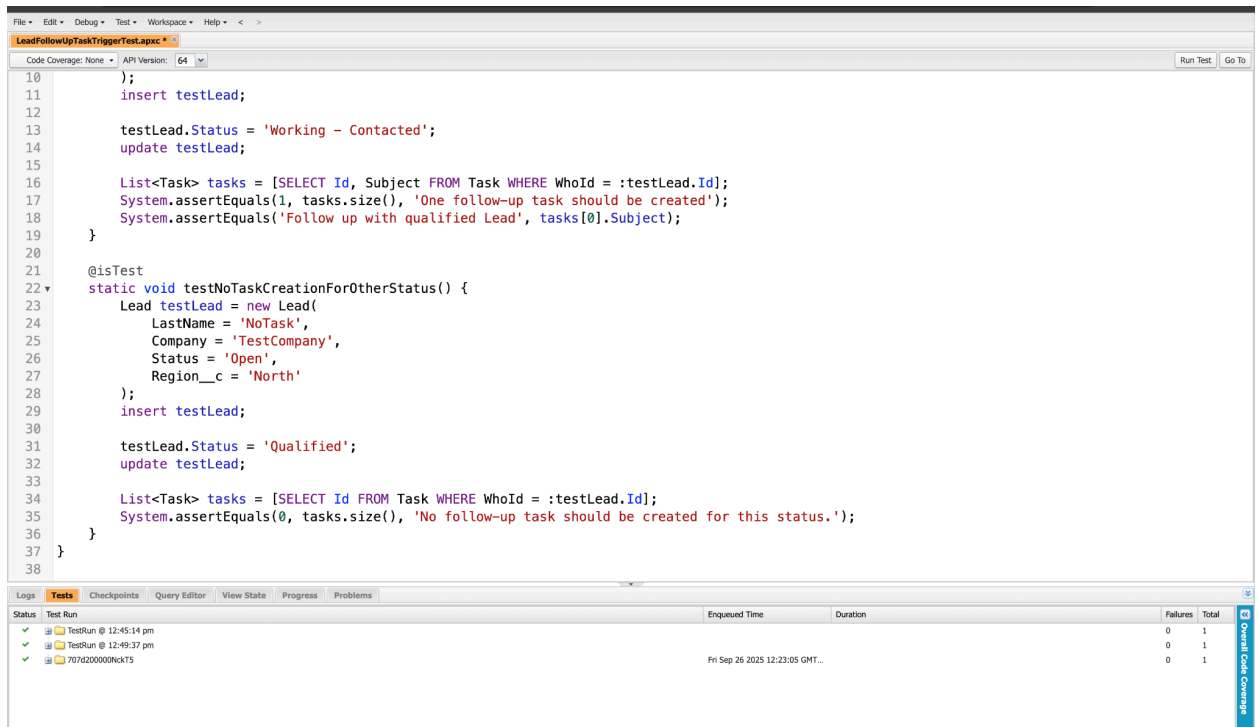 File Edit Debug Test Workspace Help < >
LeadFollowUpTaskTriggerTest.apxc *
Code Coverage: None API Version: 64 Run Test Go To
10 );
11 insert testLead;
12
13 testLead.Status = 'Working – Contacted';
14 update testLead;
15
16 List<Task> tasks = [SELECT Id, Subject FROM Task WHERE WhoId = :testLead.Id];
17 System.assertEquals(1, tasks.size(), 'One follow-up task should be created');
18 System.assertEquals('Follow up with qualified Lead', tasks[0].Subject);
19 }
20
21 @isTest
22 static void testNoTaskCreationForOtherStatus() {
23 Lead testLead = new Lead(
24 LastName = 'NoTask',
25 Company = 'TestCompany',
26 Status = 'Open',
27 Region__c = 'North'
28 );
29 insert testLead;
30
31 testLead.Status = 'Qualified';
32 update testLead;
33
34 List<Task> tasks = [SELECT Id FROM Task WHERE WhoId = :testLead.Id];
35 System.assertEquals(0, tasks.size(), 'No follow-up task should be created for this status.');
36 }
37 }
38
Logs Tests Checkpoints Query Editor View State Progress Problems
Status Test Run Enqueued Time Duration Failures Total
TestRun @ 12:45:14 pm 0 1
TestRun @ 12:49:37 pm 0 1
707d200000NckT5 Fri Sep 26 2025 12:23:05 GMT... 0 1
Overall Code Coverage